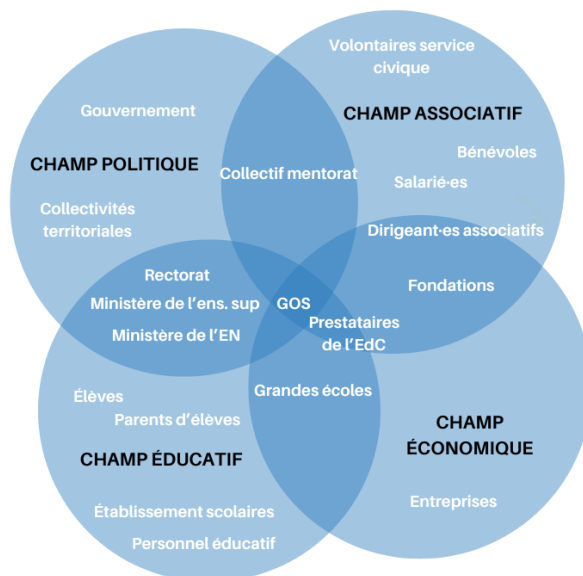 Volontaires service
civique
Gouvernement
CHAMP ASSOCIATIF
Bénévoles
CHAMP POLITIQUE
Collectif mentorat
Salarié·es
Collectivités
territoriales
Dirigeant·es associatifs
Rectorat
Fondations
Ministère de l'ens. sup
GOS
Prestataires
de l'EdC
Ministère de l'EN
Grandes écoles
Élèves
Parents d'élèves
CHAMP
ÉCONOMIQUE
CHAMP ÉDUCATIF
Entreprises
Établissement scolaires
Personnel éducatif